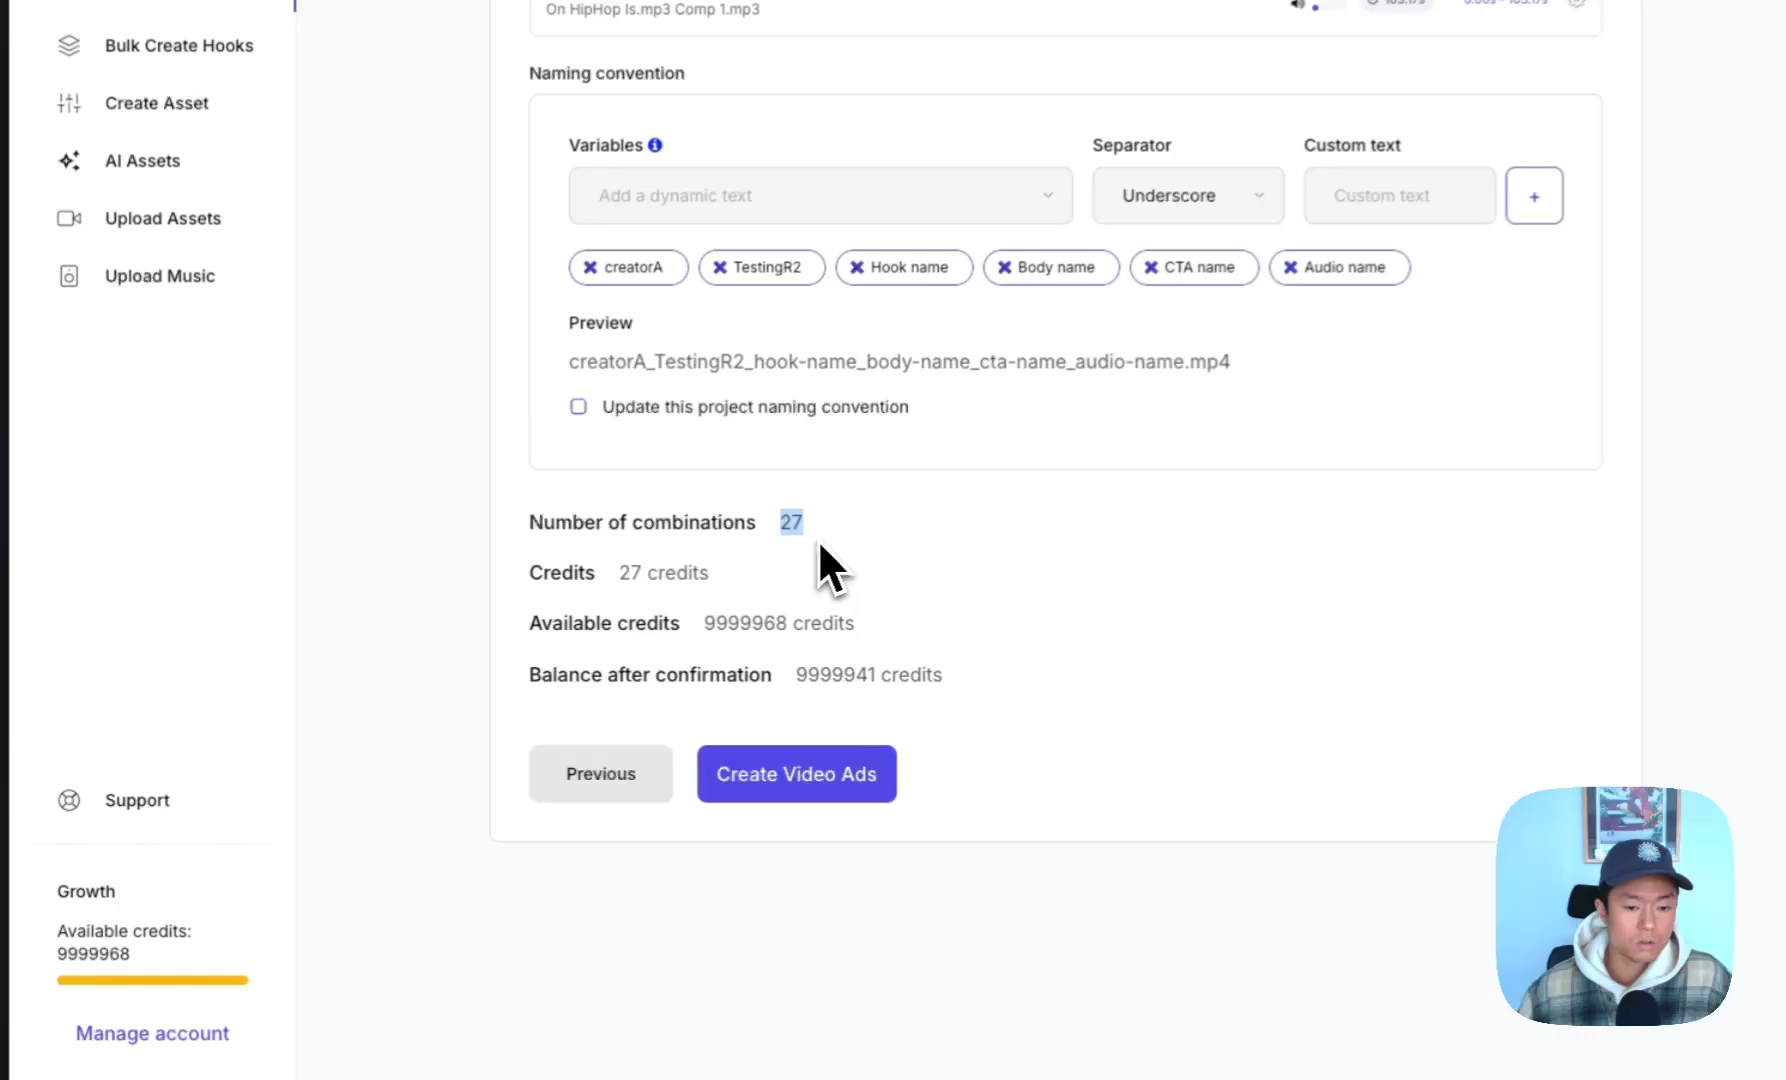 On HipHop Is.mp3 Comp 1.mp3
Bulk Create Hooks
Create Asset
AI Assets
Upload Assets
Upload Music
Naming convention
Variables
Separator
Custom text
Add a dynamic text
Underscore
Custom text
+
creatorA
TestingR2
Hook name
Body name
CTA name
Audio name
Preview
creatorA_TestingR2_hook-name_body-name_cta-name_audio-name.mp4
Update this project naming convention
Number of combinations 27
Credits 27 credits
Available credits 9999968 credits
Balance after confirmation 9999941 credits
Previous
Create Video Ads
Support
Growth
Available credits:
9999968
Manage account